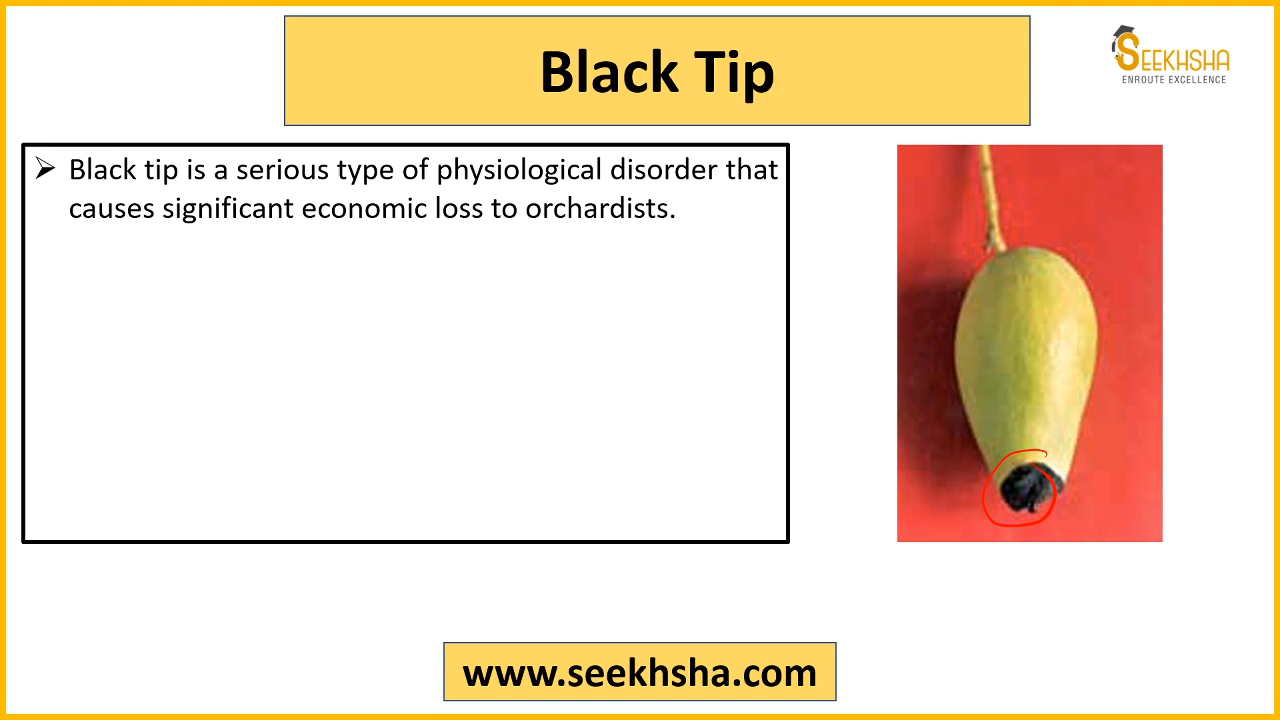 Black Tip
SEEKHSHA
ENROUTE EXCELLENCE
➢ Black tip is a serious type of physiological disorder that
causes significant economic loss to orchardists.
www.seekhsha.com